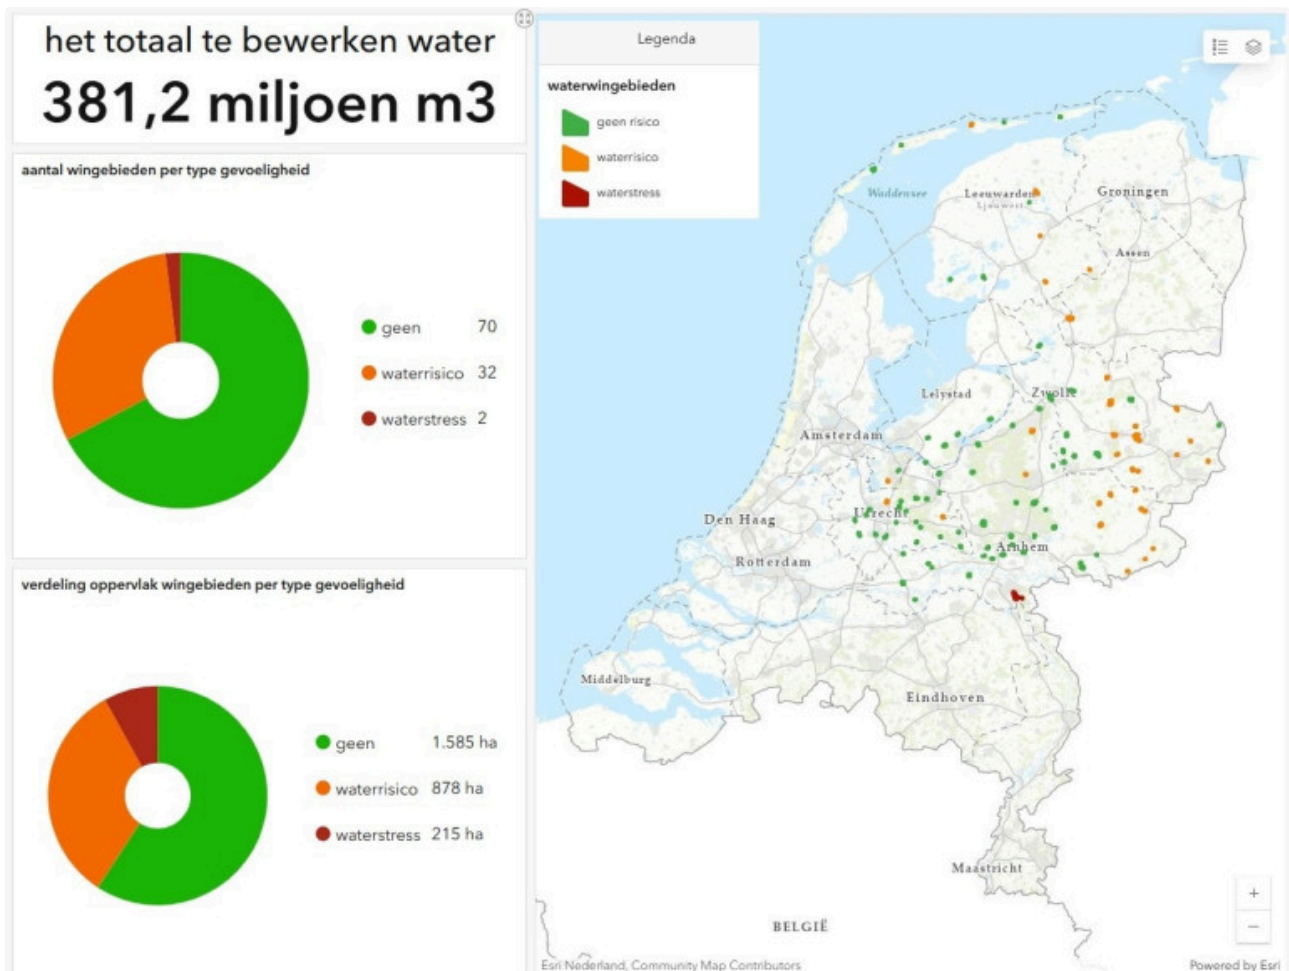 het totaal te bewerken water
381,2 miljoen m3
aantal wingebieden per type gevoeligheid
geen 70
waterrisico 32
waterstress 2
verdeling oppervlak wingebieden per type gevoeligheid
geen 1.585 ha
waterrisico 878 ha
waterstress 215 ha
Legenda
waterwingebieden
geen risico
waterrisico
waterstress
Waddensee
Leeuwarden
Ljouwert
Groningen
Assen
Lelystad
Zwolle
Amsterdam
Den Haag
Utrecht
Rotterdam
Arnhem
Middelburg
Eindhoven
Maastricht
BELGIË
Esri Nederland, Community Map Contributors
Powered by Esri
+
−